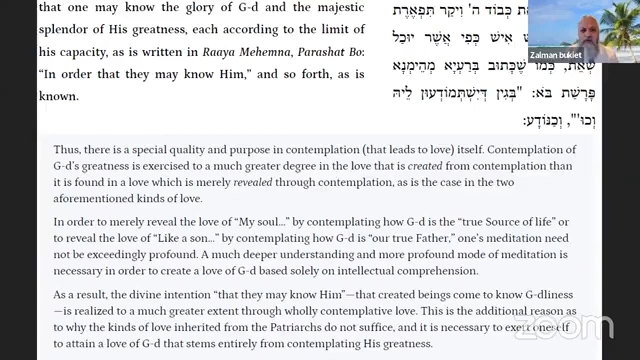 that one may know the glory of G-d and the majestic
splendor of His greatness, each according to the limit of
his capacity, as is written in Raaya Mehemna, Parashat Bo:
“In order that they may know Him,” and so forth, as is
known.
כְּבוֹד ה' וִיקַר תִּפְאֶרֶת
אִישׁ כְּפִי אֲשֶׁר יוּכַל
שְׂאֵת, כְּמוֹ שֶׁכָּתוּב בְּרַעְיָא מְהֵימְנָא
פָּרָשַׁת בֹּא: "בְּגִין דְּיִשְׁתְּמוֹדְעוּן לֵיהּ
וְכוּ'", וְכַנּוֹדָע:
Zalman bukiet
Thus, there is a special quality and purpose in contemplation (that leads to love) itself. Contemplation of
G-d’s greatness is exercised to a much greater degree in the love that is created from contemplation than
it is found in a love which is merely revealed through contemplation, as is the case in the two
aforementioned kinds of love.
In order to merely reveal the love of “My soul...” by contemplating how G-d is the “true Source of life” or
to reveal the love of “Like a son...” by contemplating how G-d is “our true Father,” one’s meditation need
not be exceedingly profound. A much deeper understanding and more profound mode of meditation is
necessary in order to create a love of G-d based solely on intellectual comprehension.
As a result, the divine intention “that they may know Him”—that created beings come to know G-dliness
—is realized to a much greater extent through wholly contemplative love. This is the additional reason as
to why the kinds of love inherited from the Patriarchs do not suffice, and it is necessary to exert oneself
to attain a love of G-d that stems entirely from contemplating His greatness.
zoom